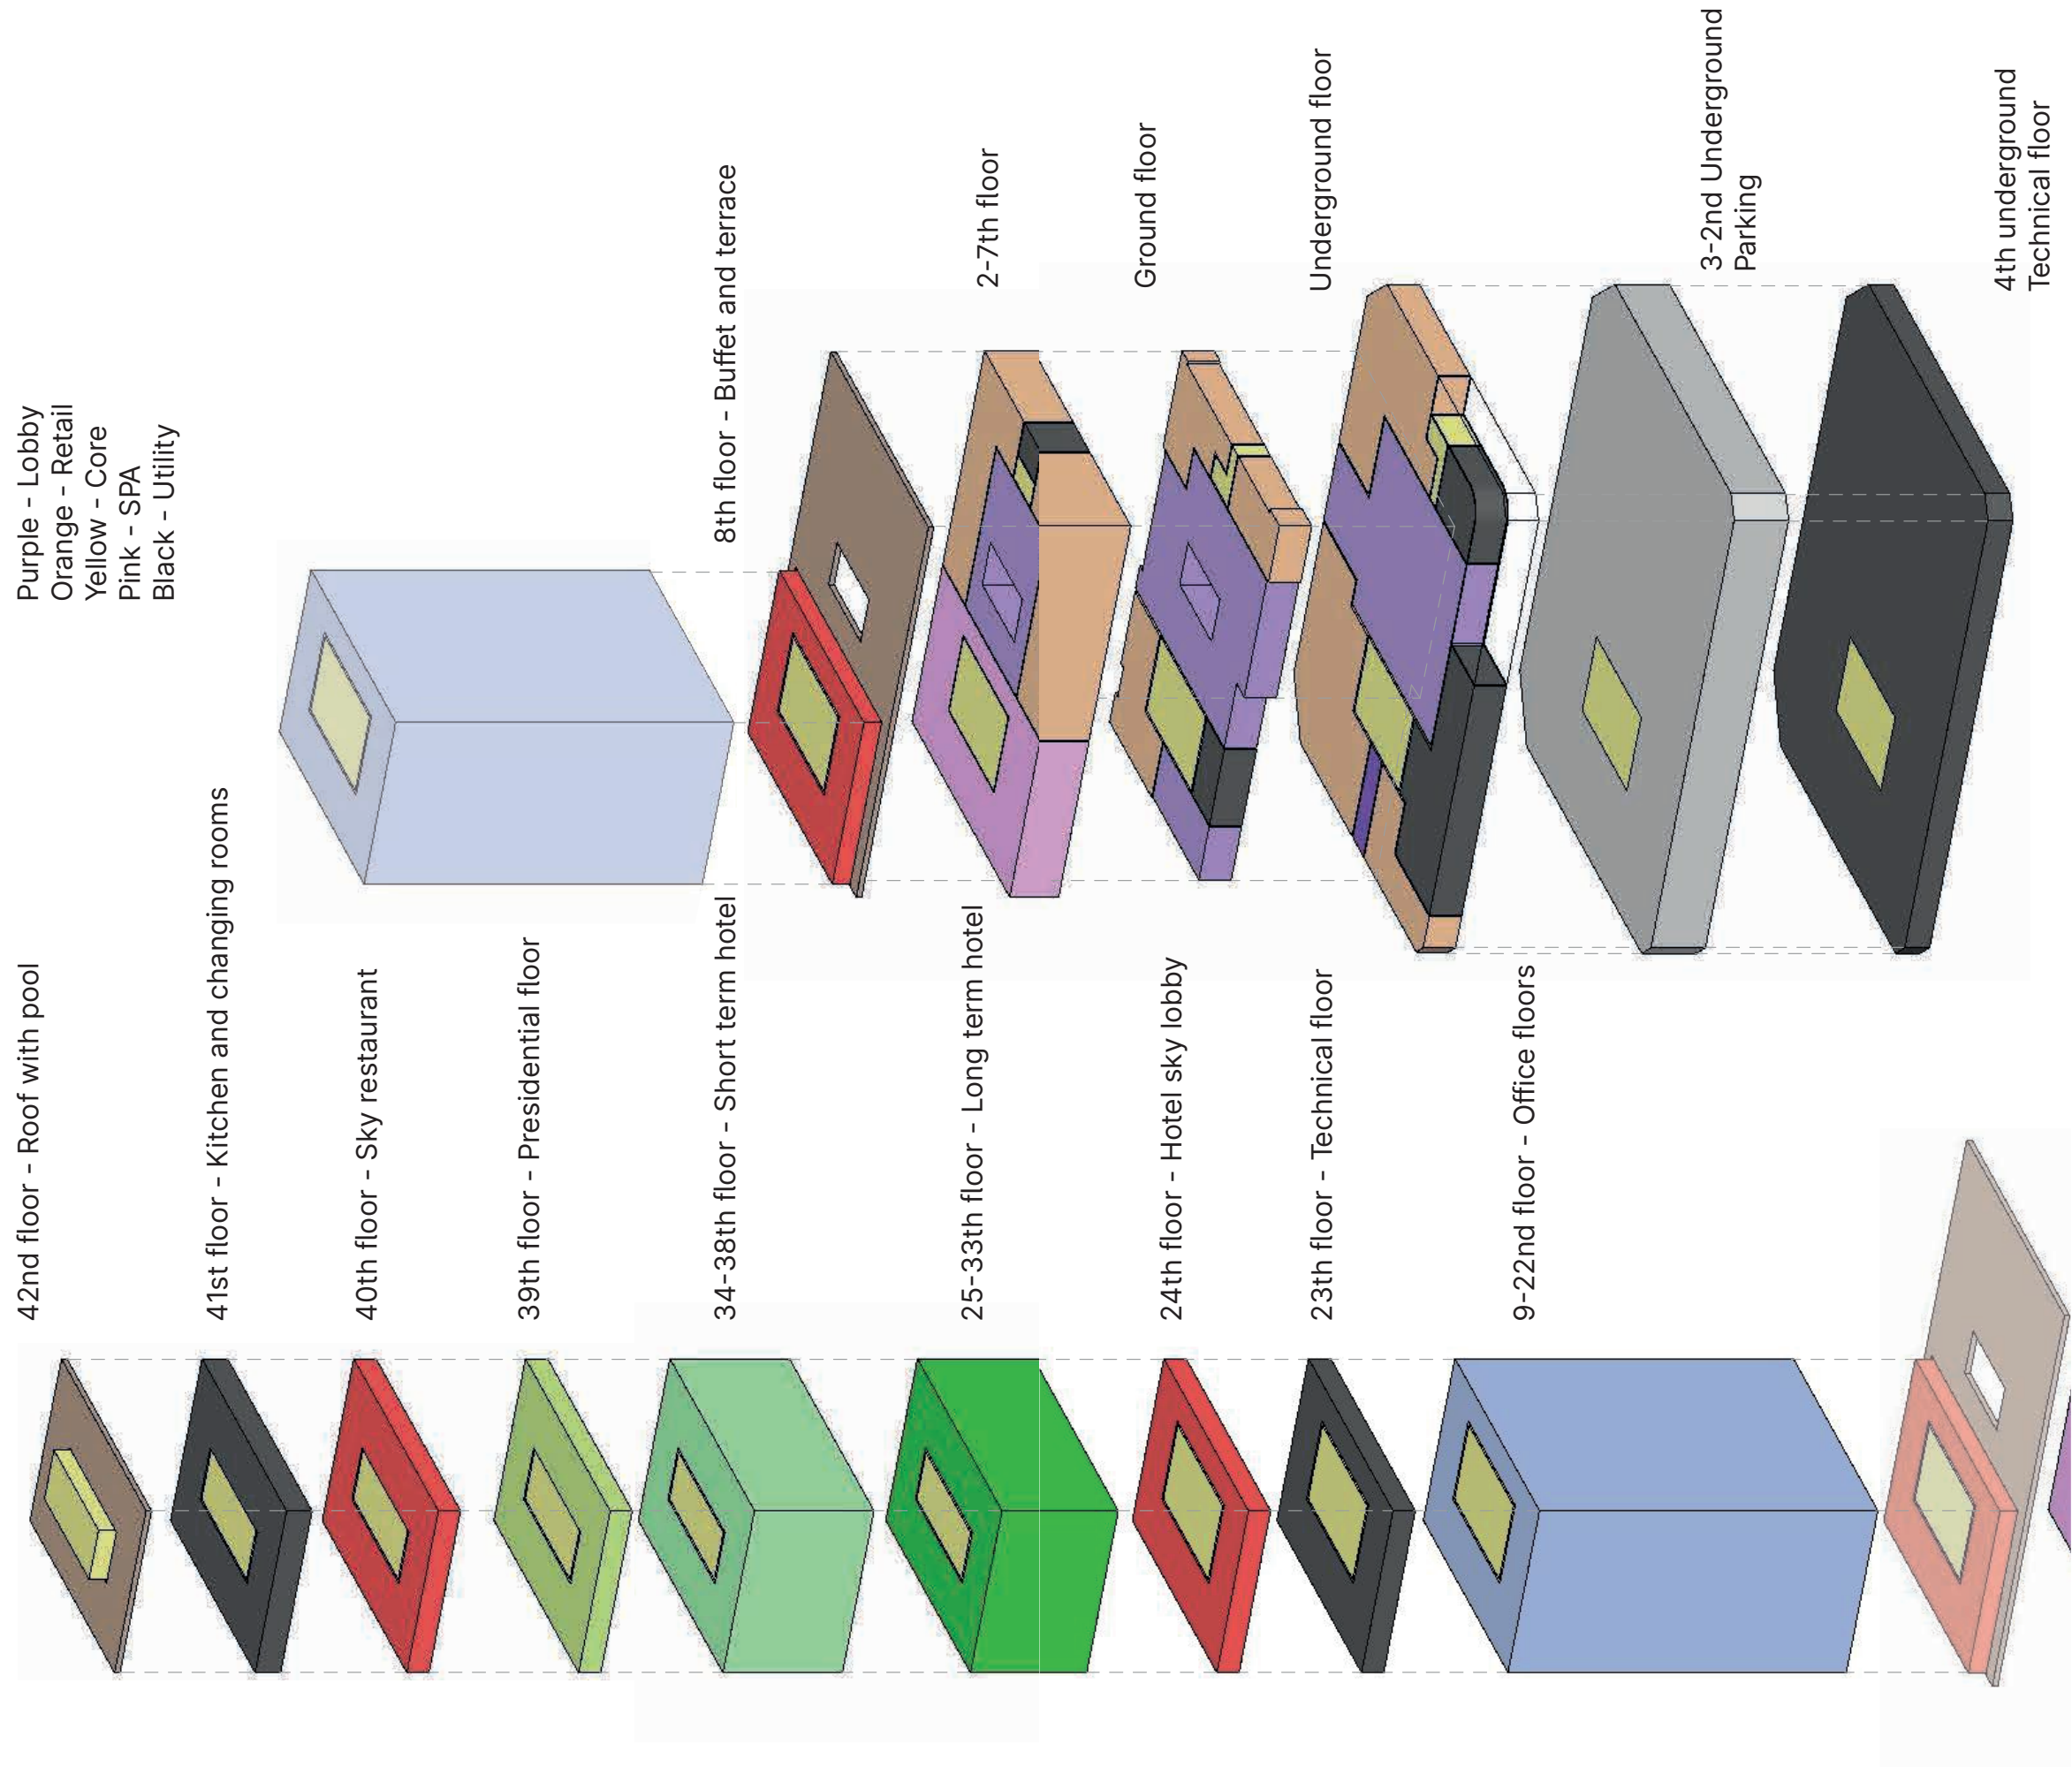 42nd floor - Roof with pool
41st floor - Kitchen and changing rooms
40th floor - Sky restaurant
39th floor - Presidential floor
34-38th floor - Short term hotel
25-33th floor - Long term hotel
24th floor - Hotel sky lobby
23th floor - Technical floor
9-22nd floor - Office floors
Purple - Lobby
Orange - Retail
Yellow - Core
Pink - SPA
Black - Utility
8th floor - Buffet and terrace
2-7th floor
Ground floor
Underground floor
3-2nd Underground
Parking
4th underground
Technical floor